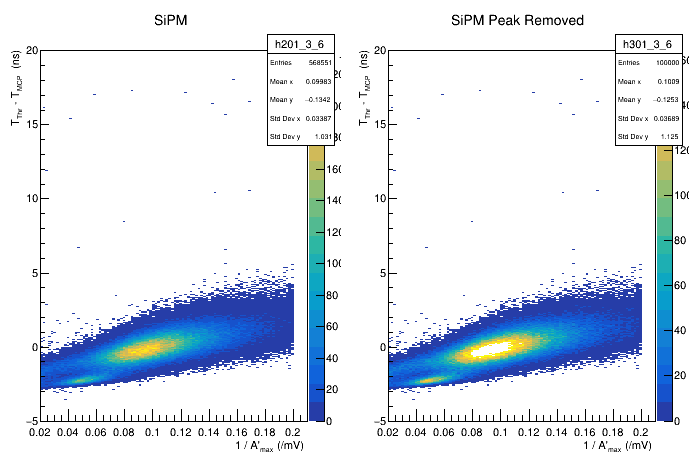 SiPM
h201_3_6
Entries 568551
Mean x 0.09983
Mean y −0.1342
Std Dev x 0.03387
Std Dev y 1.031
T_Thr - T_MCP (ns)
20
15
10
5
0
−5
160
140
120
100
80
60
40
20
0
0.02 0.04 0.06 0.08 0.1 0.12 0.14 0.16 0.18 0.2
1 / A'_max (/mV)
SiPM Peak Removed
h301_3_6
Entries 100000
Mean x 0.1009
Mean y −0.1253
Std Dev x 0.03689
Std Dev y 1.125
T_Thr - T_MCP (ns)
20
15
10
5
0
−5
120
100
80
60
40
20
0
0.02 0.04 0.06 0.08 0.1 0.12 0.14 0.16 0.18 0.2
1 / A'_max (/mV)